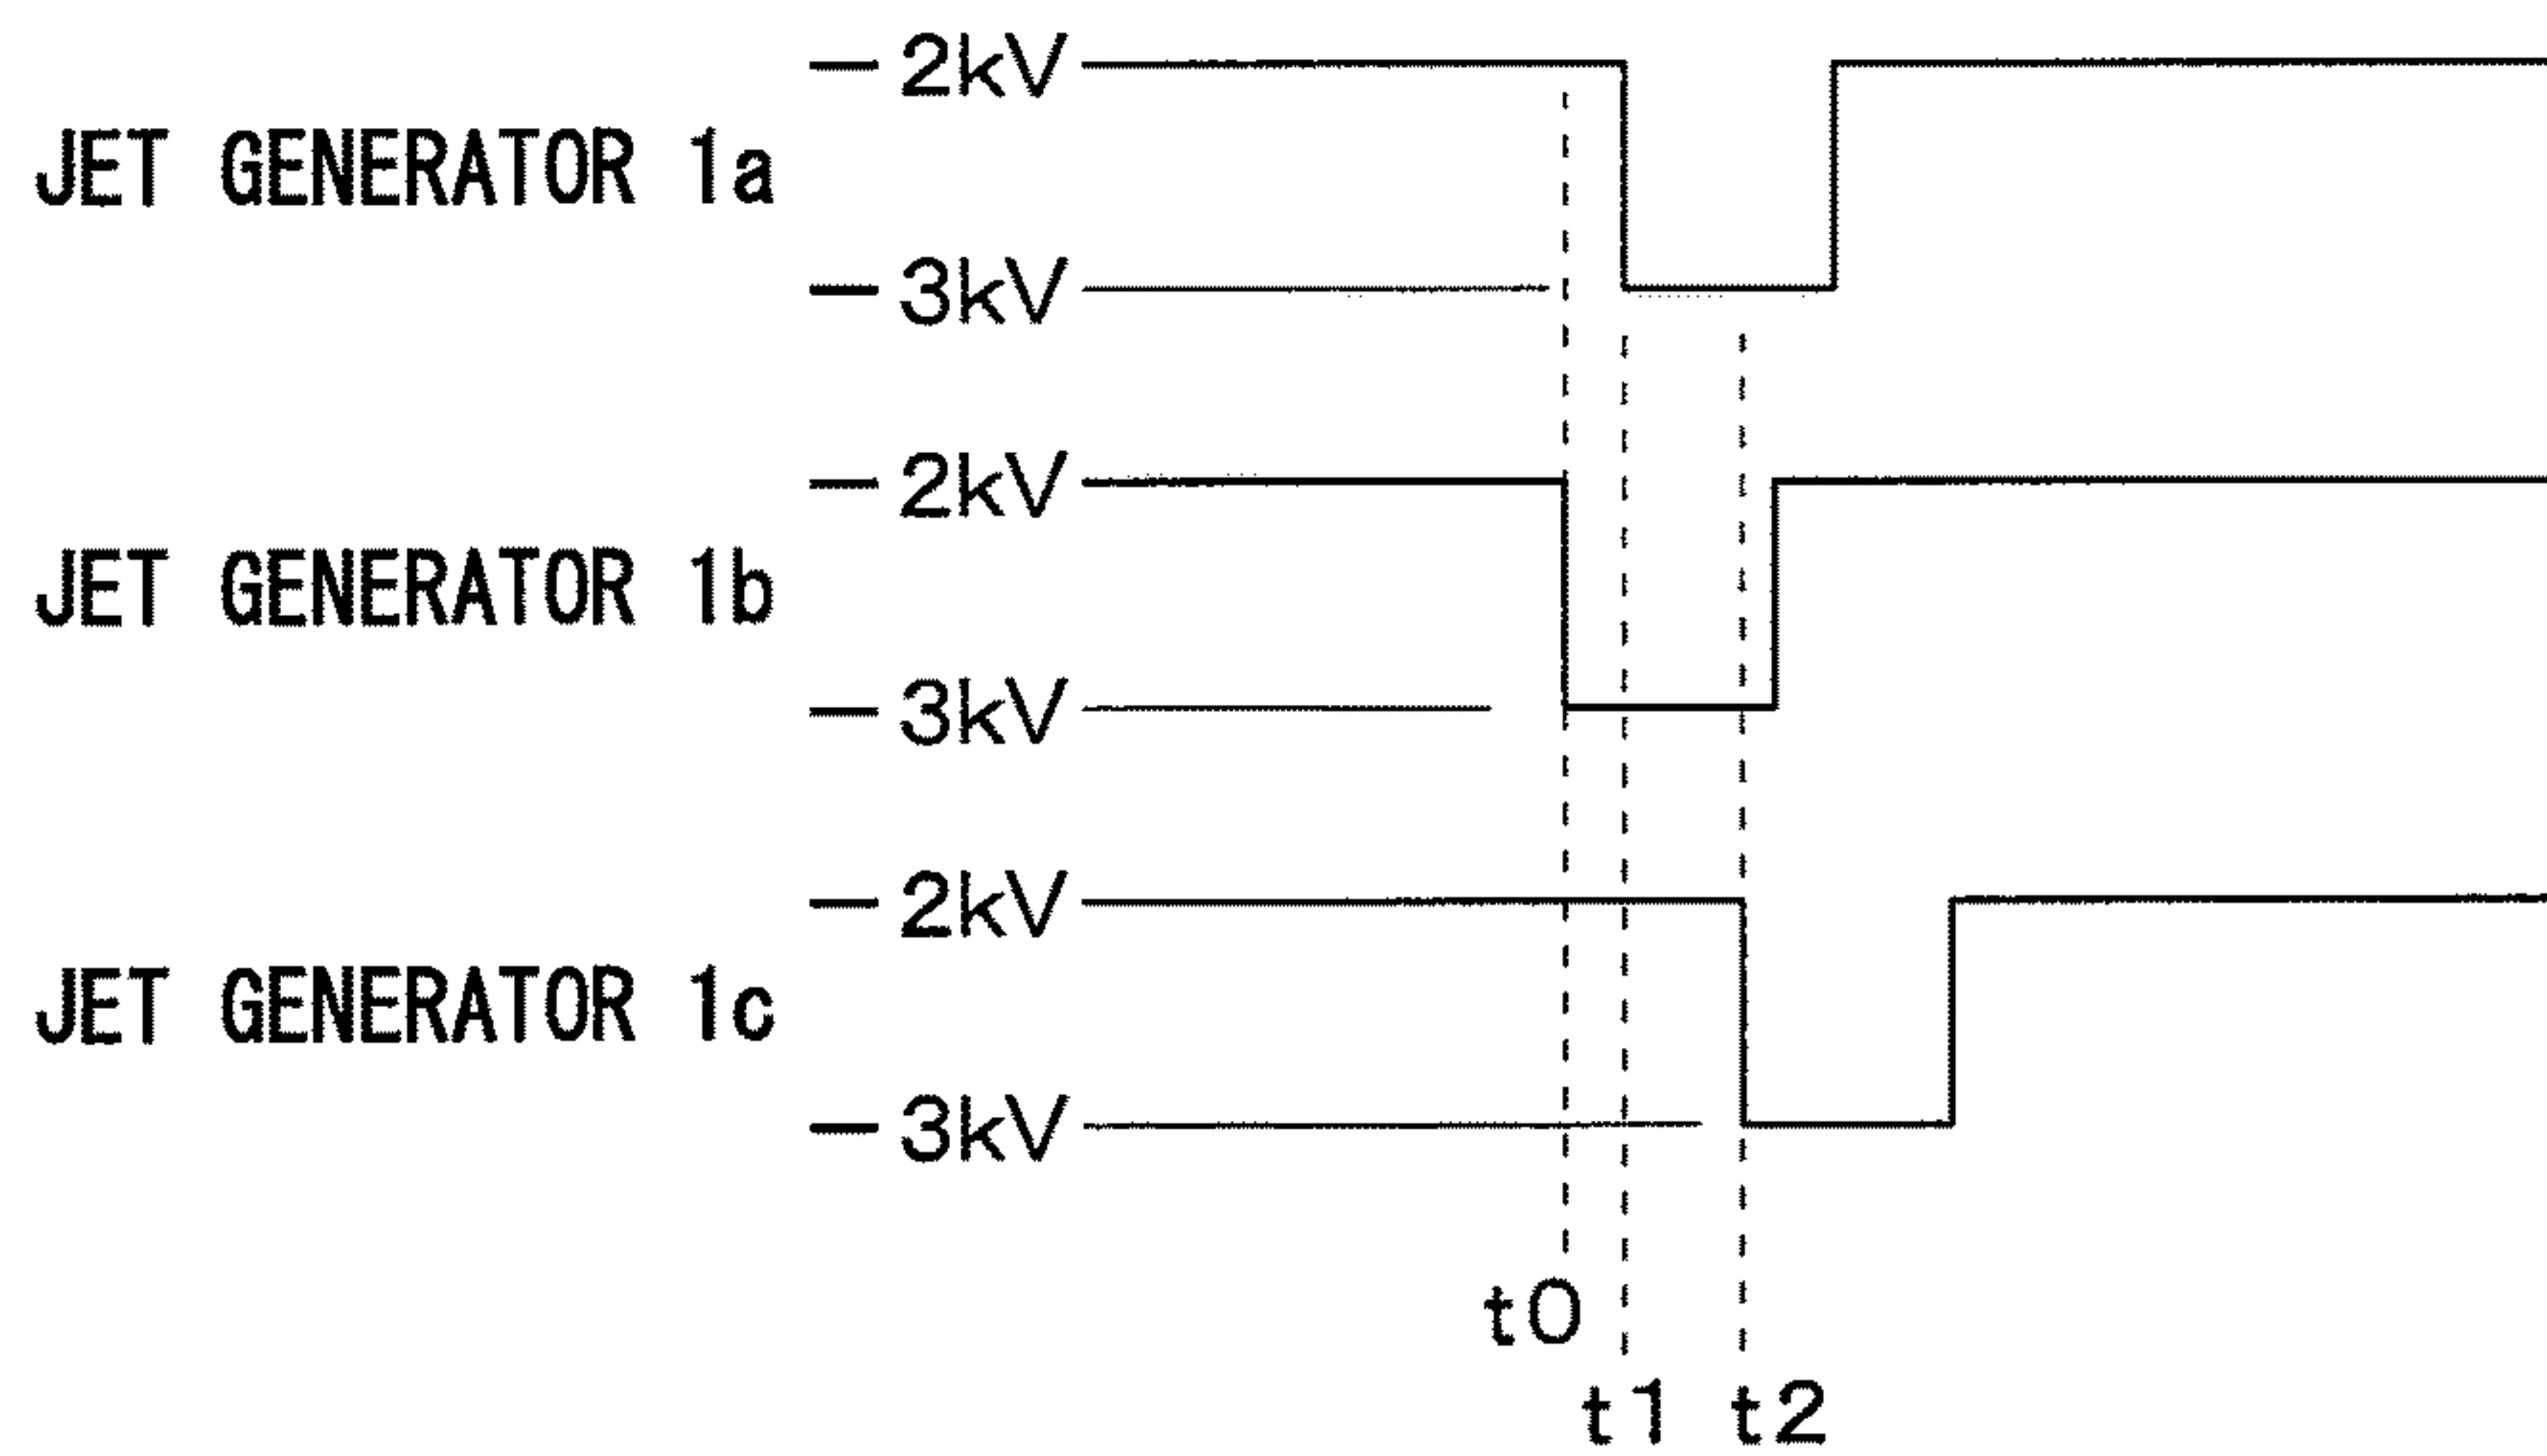 －2kV
JET GENERATOR 1a
－3kV
－2kV
JET GENERATOR 1b
－3kV
－2kV
JET GENERATOR 1c
－3kV
t0
t1 t2